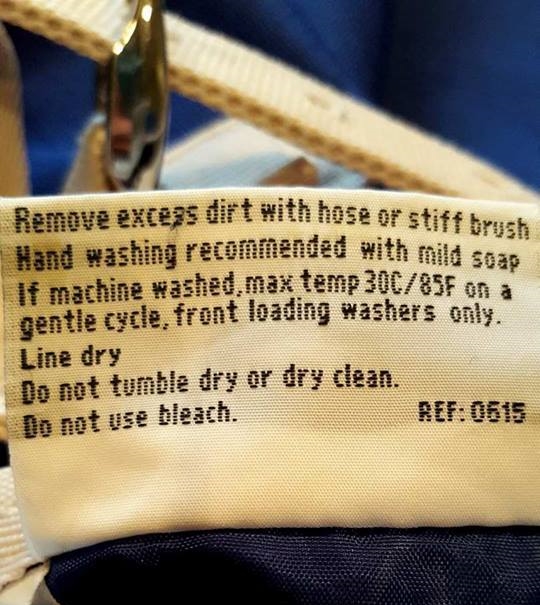 Remove excess dirt with hose or stiff brush
Hand washing recommended with mild soap
If machine washed, max temp 30C/85F on a
gentle cycle, front loading washers only.
Line dry
Do not tumble dry or dry clean.
Do not use bleach. REF: 0615